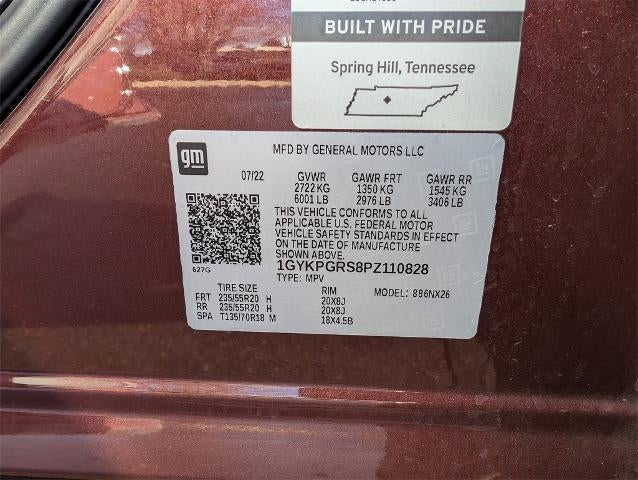 BUILT WITH PRIDE
Spring Hill, Tennessee
gm
MFD BY GENERAL MOTORS LLC
07/22 GVWR GAWR FRT GAWR RR
2722 KG 1350 KG 1545 KG
6001 LB 2976 LB 3406 LB
THIS VEHICLE CONFORMS TO ALL
APPLICABLE U.S. FEDERAL MOTOR
VEHICLE SAFETY STANDARDS IN EFFECT
ON THE DATE OF MANUFACTURE
SHOWN ABOVE.
627G
1GYKPGRS8PZ110828
TYPE: MPV
TIRE SIZE RIM MODEL: 886NX26
FRT 235/55R20 H 20X8J
RR 235/55R20 H 20X8J
SPA T135/70R18 M 18X4.5B